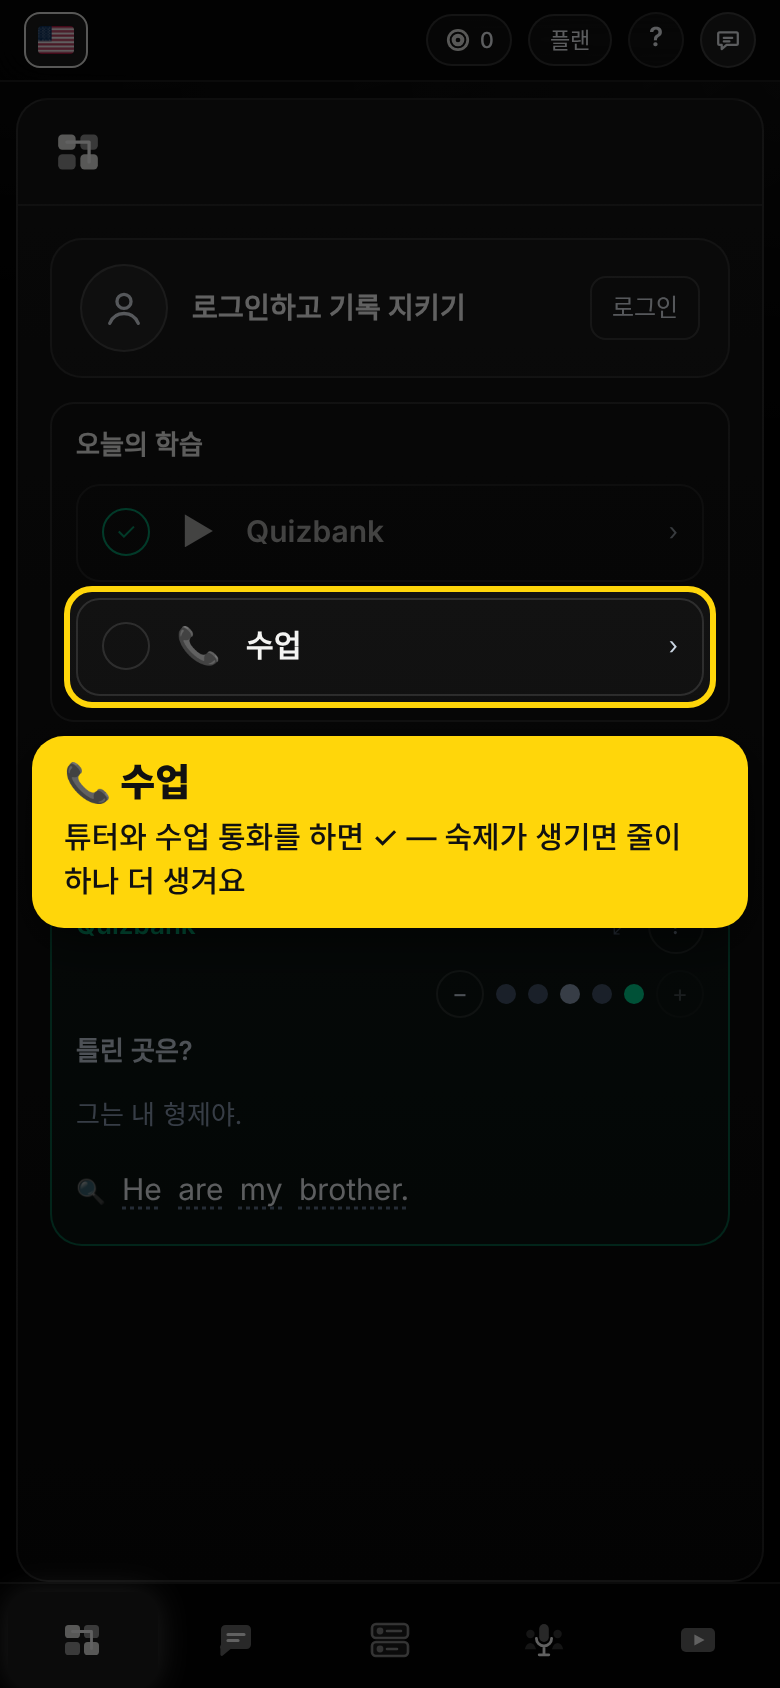 0 플랜 ?
로그인하고 기록 지키기 로그인
오늘의 학습
Quizbank
수업
수업
튜터와 수업 통화를 하면 ✓ — 숙제가 생기면 줄이
하나 더 생겨요
Quizbank
틀린 곳은?
그는 내 형제야.
He are my brother.